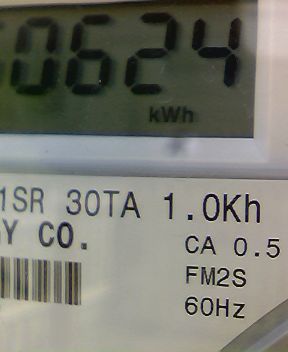 0624
kWh
1SR 30TA 1.0Kh
Y CO.
CA 0.5
FM2S
60Hz